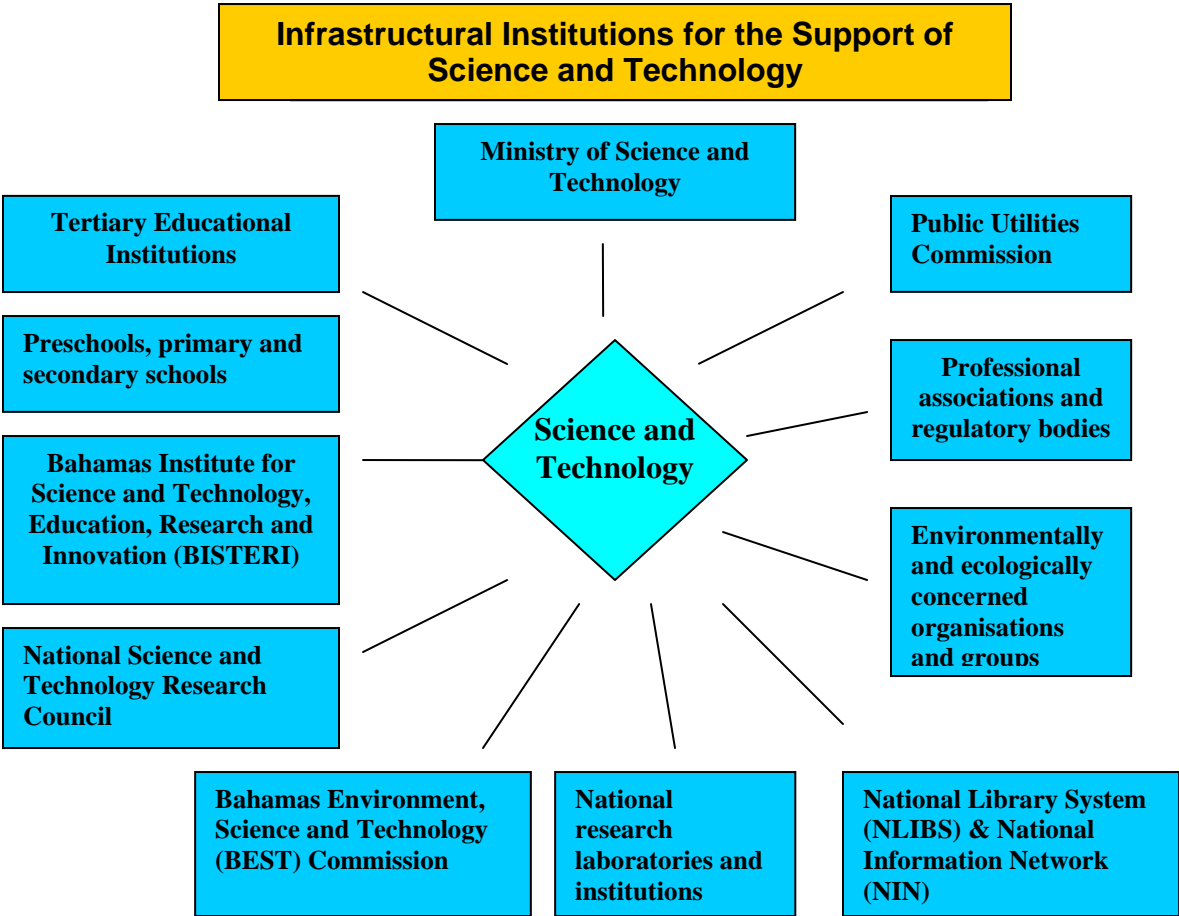 Infrastructural Institutions for the Support of
Science and Technology
Ministry of Science and
Technology
Tertiary Educational
Institutions
Public Utilities
Commission
Preschools, primary and
secondary schools
Professional
associations and
regulatory bodies
Science and
Technology
Bahamas Institute for
Science and Technology,
Education, Research and
Innovation (BISTERI)
Environmentally
and ecologically
concerned
organisations
and groups
National Science and
Technology Research
Council
Bahamas Environment,
Science and Technology
(BEST) Commission
National
research
laboratories and
institutions
National Library System
(NLIBS) & National
Information Network
(NIN)